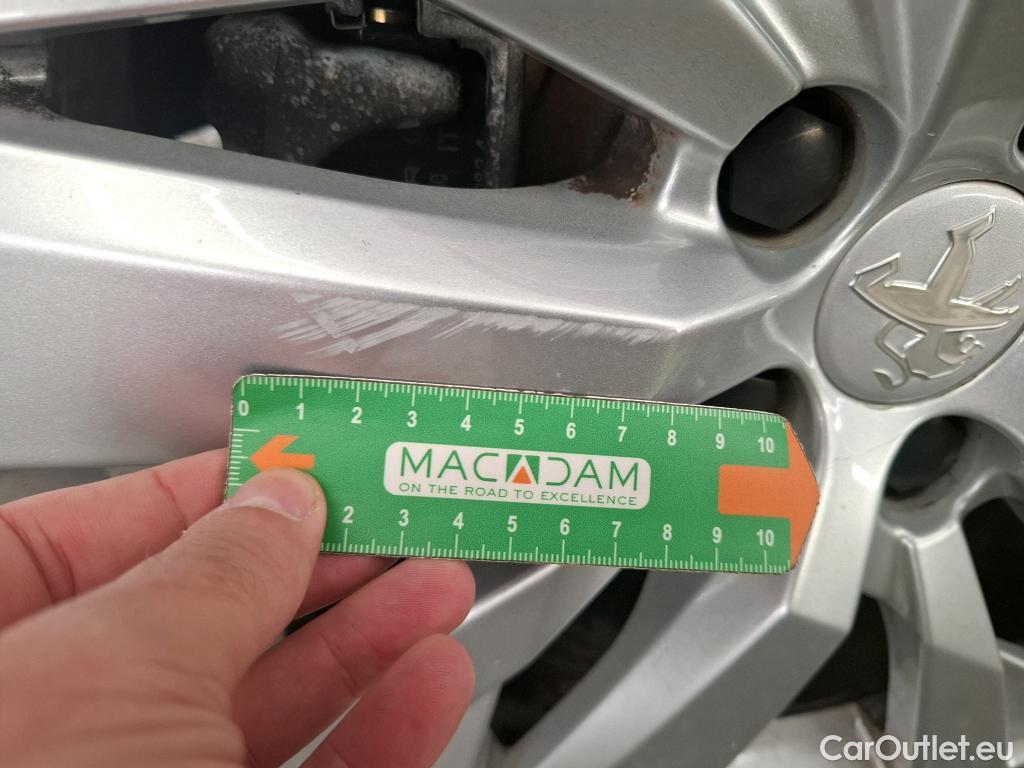 0 1 2 3 4 5 6 7 8 9 10
MACADAM
ON THE ROAD TO EXCELLENCE
2 3 4 5 6 7 8 9 10
CarOutlet.eu